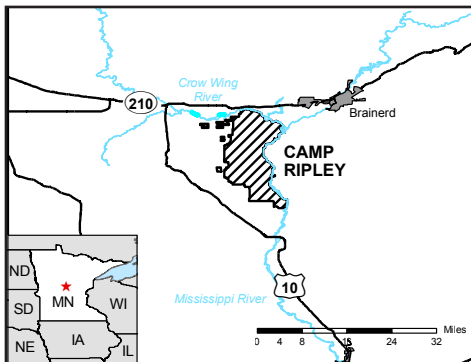 Crow Wing
River
210
Brainerd
CAMP
RIPLEY
10
Mississippi River
Miles
0 4 8 16 24 32
ND
MN
SD
WI
NE
IA
IL